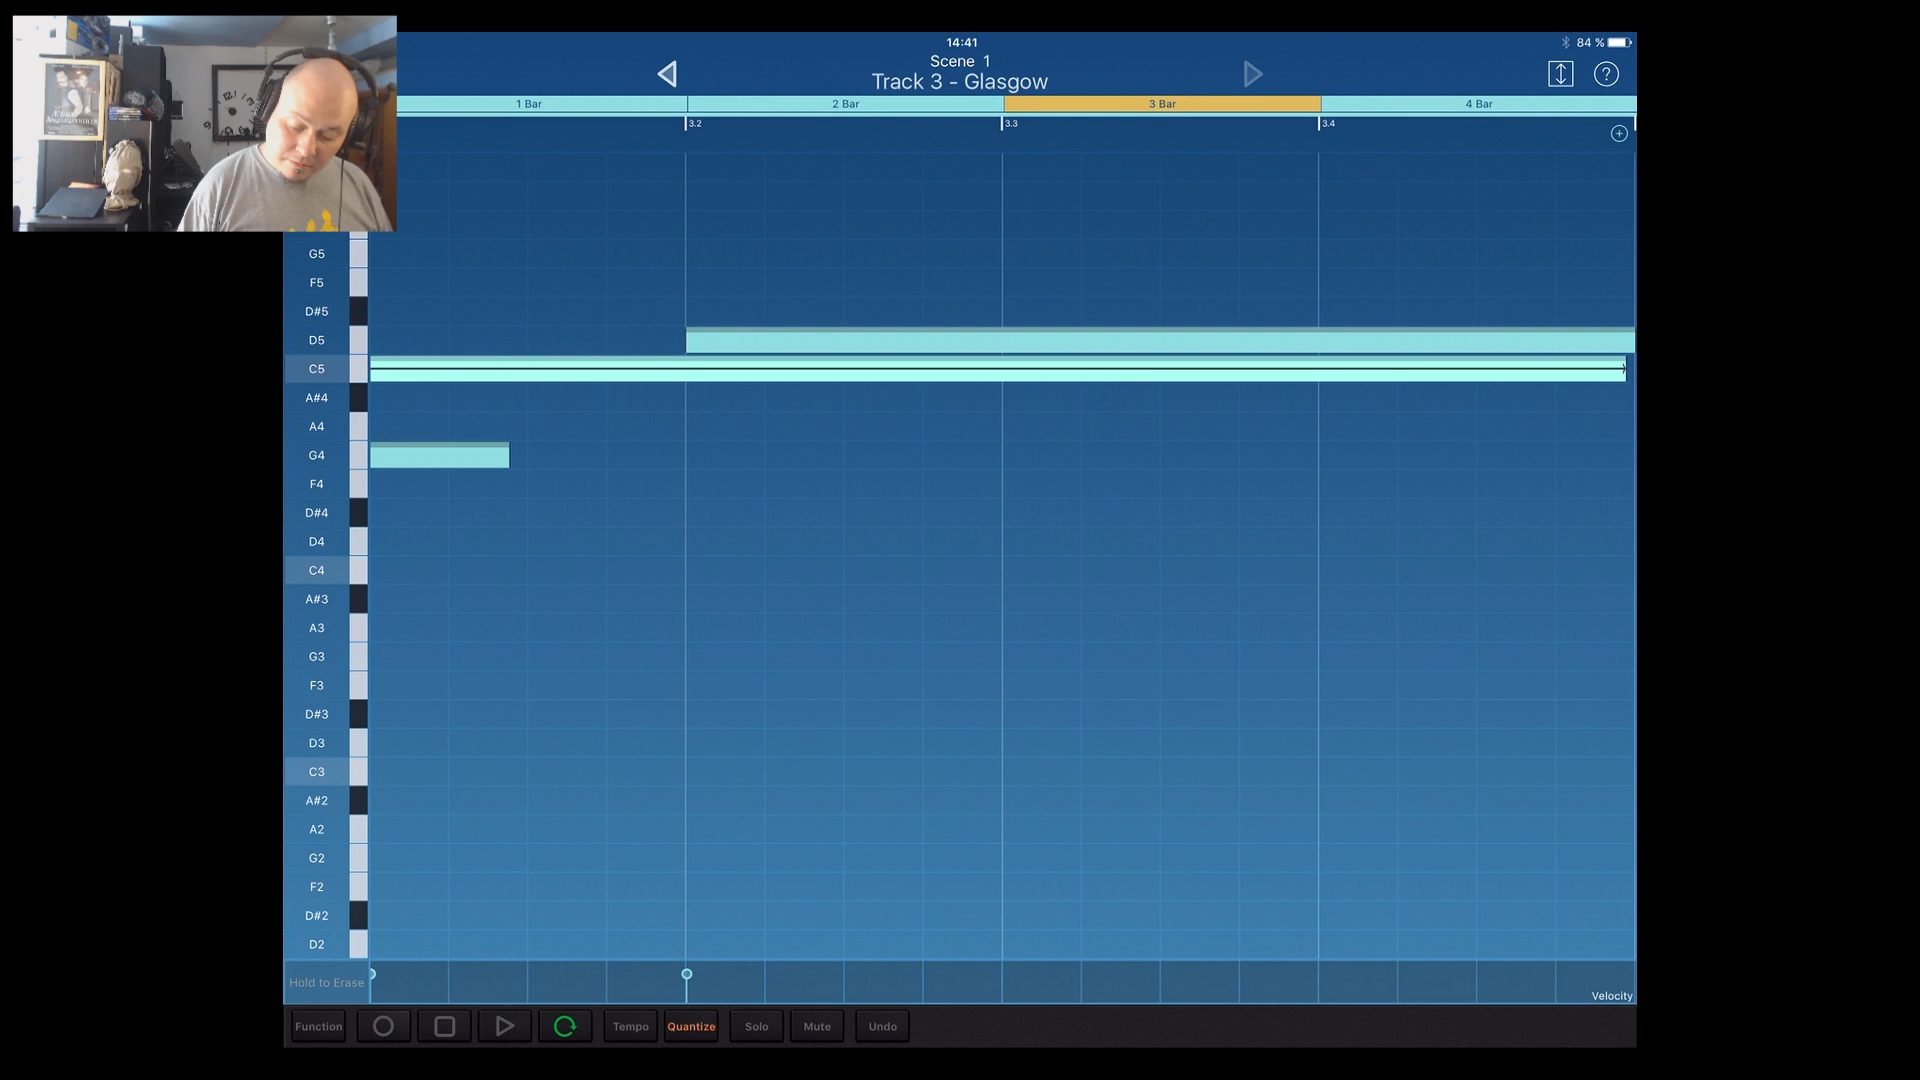 14:41
84 %
Scene 1
Track 3 - Glasgow
?
1 Bar
2 Bar
3 Bar
4 Bar
3.2
3.3
3.4
G5
F5
D#5
D5
C5
A#4
A4
G4
F4
D#4
D4
C4
A#3
A3
G3
F3
D#3
D3
C3
A#2
A2
G2
F2
D#2
D2
Hold to Erase
Velocity
Function
Tempo
Quantize
Solo
Mute
Undo